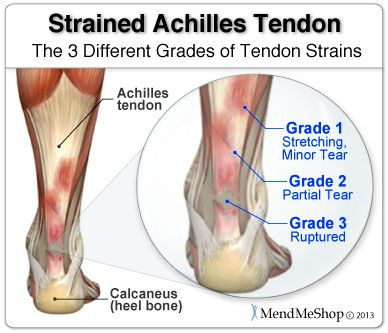 Strained Achilles Tendon
The 3 Different Grades of Tendon Strains
Achilles
tendon
Grade 1
Stretching,
Minor Tear
Grade 2
Partial Tear
Grade 3
Ruptured
Calcaneus
(heel bone)
MendMeShop © 2013